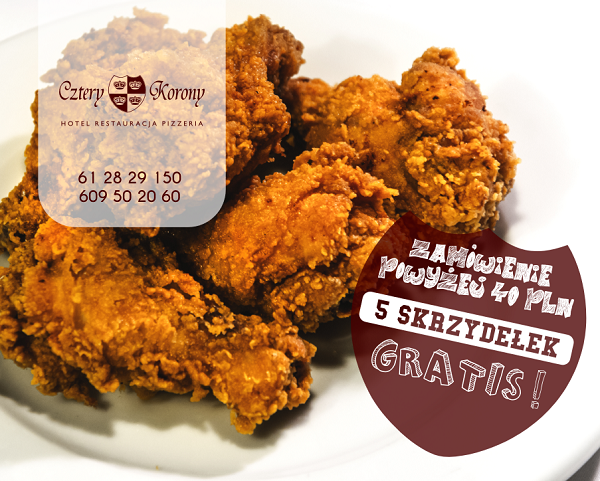 Cztery Korony
HOTEL RESTAURACJA PIZZERIA
61 28 29 150
609 50 20 60
ZAMÓWIENIE
POWYŻEJ 40 PLN
5 SKRZYDEŁEK
GRATIS!